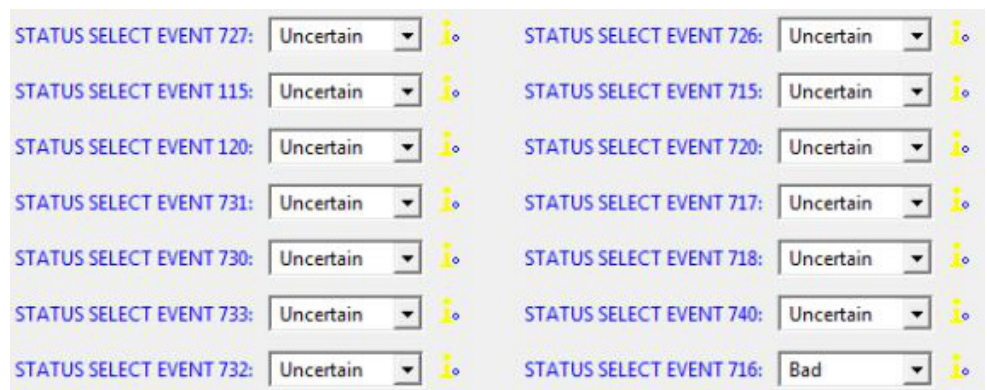 STATUS SELECT EVENT 727: Uncertain STATUS SELECT EVENT 726: Uncertain
STATUS SELECT EVENT 115: Uncertain STATUS SELECT EVENT 715: Uncertain
STATUS SELECT EVENT 120: Uncertain STATUS SELECT EVENT 720: Uncertain
STATUS SELECT EVENT 731: Uncertain STATUS SELECT EVENT 717: Uncertain
STATUS SELECT EVENT 730: Uncertain STATUS SELECT EVENT 718: Uncertain
STATUS SELECT EVENT 733: Uncertain STATUS SELECT EVENT 740: Uncertain
STATUS SELECT EVENT 732: Uncertain STATUS SELECT EVENT 716: Bad